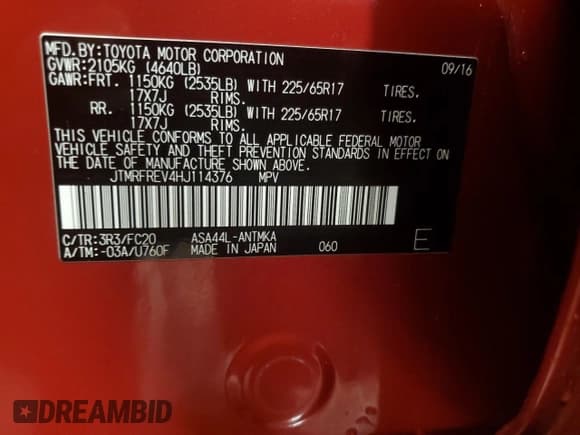 MFD.BY:TOYOTA MOTOR CORPORATION
GVWR:2105KG (4640LB) 09/16
GAWR:FRT. 1150KG (2535LB) WITH 225/65R17 TIRES.
17X7J RIMS.
RR. 1150KG (2535LB) WITH 225/65R17 TIRES.
17X7J RIMS.
THIS VEHICLE CONFORMS TO ALL APPLICABLE FEDERAL MOTOR
VEHICLE SAFETY AND THEFT PREVENTION STANDARDS IN EFFECT ON
THE DATE OF MANUFACTURE SHOWN ABOVE.
JTMRFREV4HJ114376 MPV
C/TR:3R3/FC20 ASA44L-ANTMKA
A/TM:-03A/U760F MADE IN JAPAN 060 E
DREAMBID